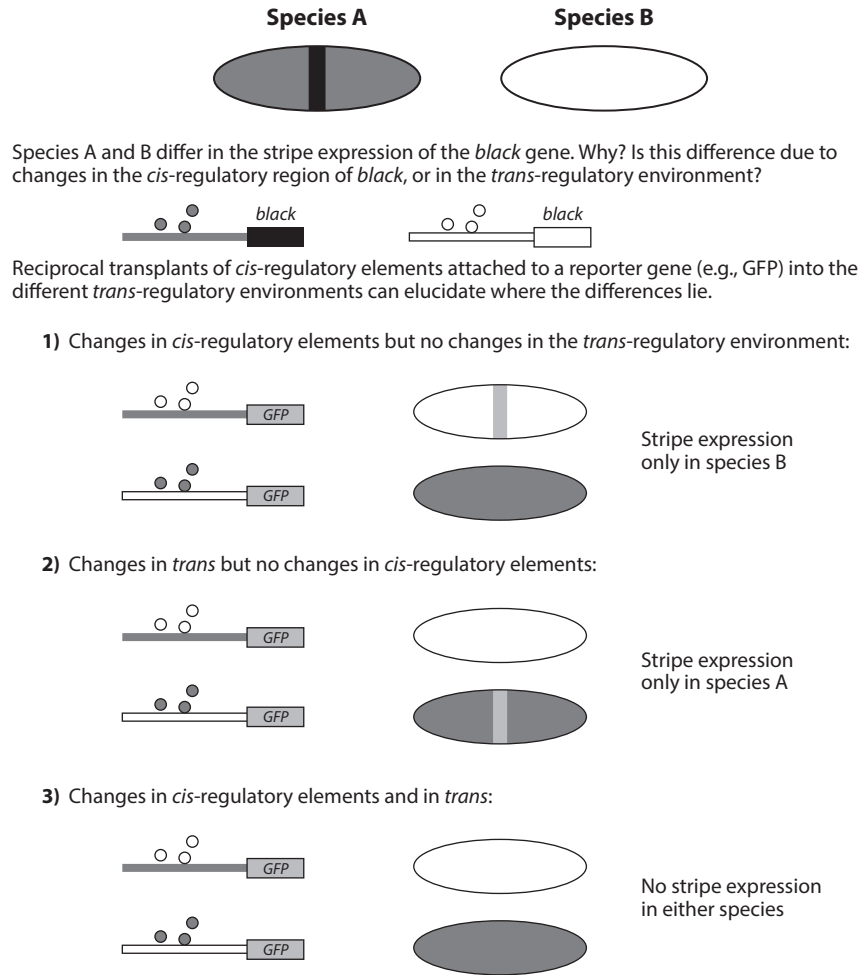 Species A Species B
Species A and B differ in the stripe expression of the black gene. Why? Is this difference due to
changes in the cis-regulatory region of black, or in the trans-regulatory environment?
black black
Reciprocal transplants of cis-regulatory elements attached to a reporter gene (e.g., GFP) into the
different trans-regulatory environments can elucidate where the differences lie.
1) Changes in cis-regulatory elements but no changes in the trans-regulatory environment:
GFP
Stripe expression
only in species B
GFP
2) Changes in trans but no changes in cis-regulatory elements:
GFP
Stripe expression
only in species A
GFP
3) Changes in cis-regulatory elements and in trans:
GFP
No stripe expression
in either species
GFP